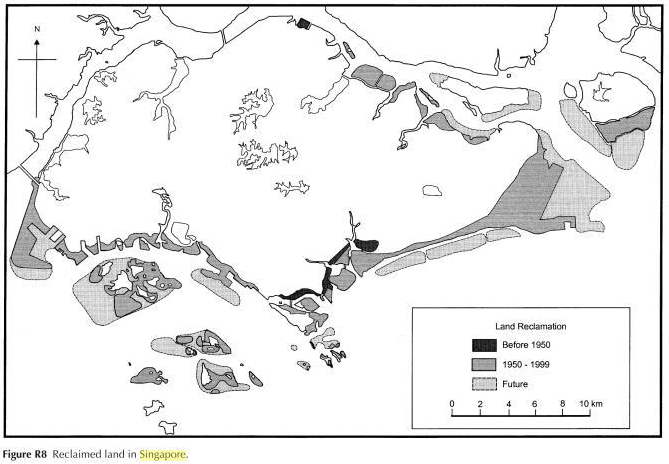 N
Land Reclamation
Before 1950
1950 - 1999
Future
0 2 4 6 8 10 km
Figure R8 Reclaimed land in Singapore.